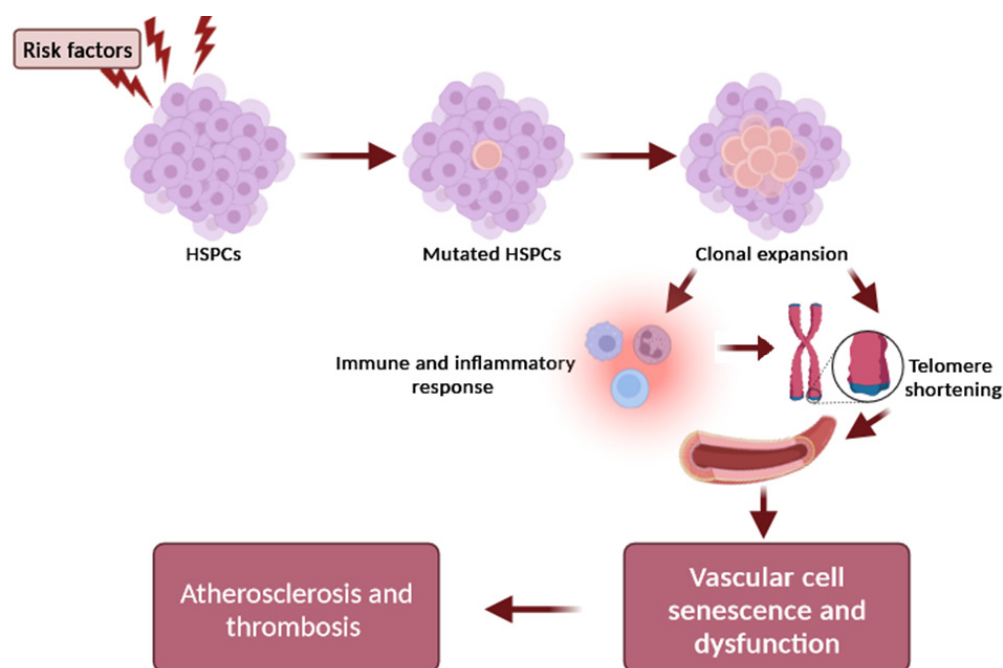 Risk factors
HSPCs
Mutated HSPCs
Clonal expansion
Immune and inflammatory
response
Telomere
shortening
Atherosclerosis and
thrombosis
Vascular cell
senescence and
dysfunction